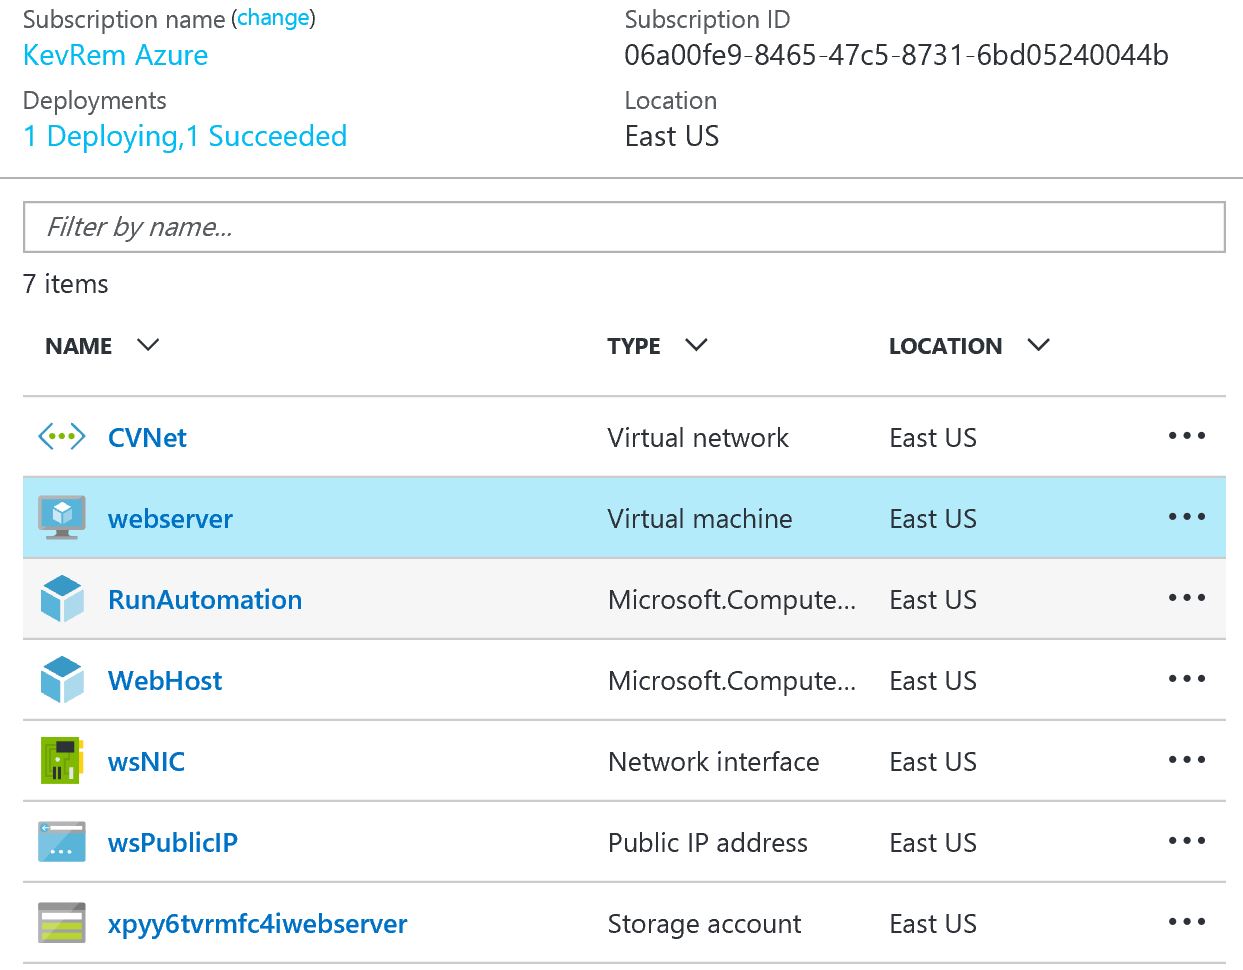 Subscription name (change)
KevRem Azure
Subscription ID
06a00fe9-8465-47c5-8731-6bd05240044b
Deployments
1 Deploying,1 Succeeded
Location
East US
Filter by name...
7 items
NAME TYPE LOCATION
CVNet Virtual network East US
webserver Virtual machine East US
RunAutomation Microsoft.Compute... East US
WebHost Microsoft.Compute... East US
wsNIC Network interface East US
wsPublicIP Public IP address East US
xpyy6tvrmfc4iwebserver Storage account East US